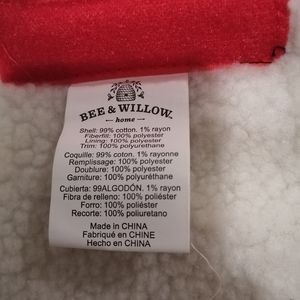 BEE & WILLOW
home
Shell: 99% cotton. 1% rayon
Fiberfill: 100% polyester
Lining: 100% polyester
Trim: 100% polyurethane
Coquille: 99% coton. 1% rayonne
Remplissage: 100% polyester
Doublure: 100% polyester
Garniture: 100% polyuréthane
Cubierta: 99ALGODÓN. 1% rayon
Fibra de relleno: 100% poliéster
Forro: 100% poliéster
Recorte: 100% poliuretano
Made in CHINA
Fabriqué en CHINE
Hecho en CHINA